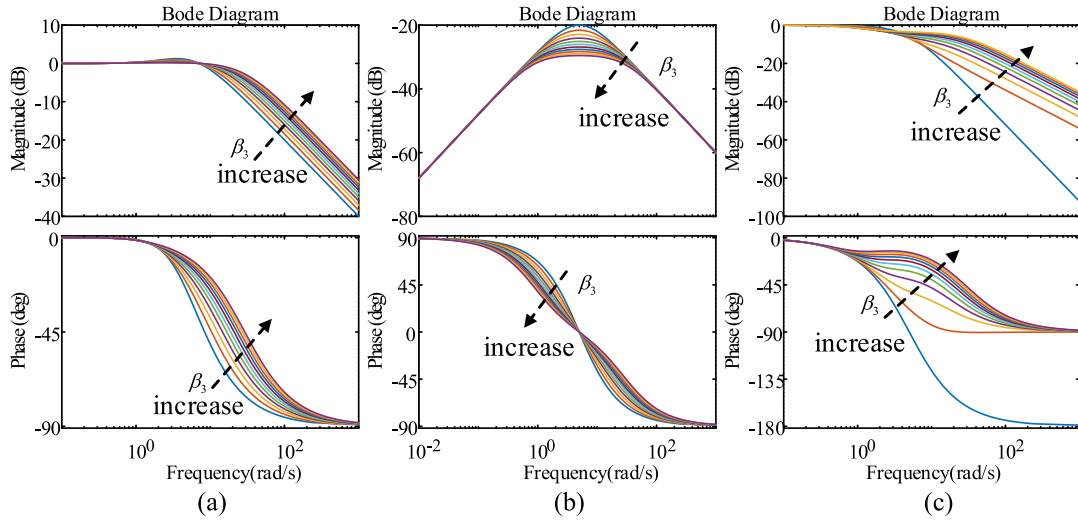 Bode Diagram
10
0
-10
-20
-30
-40
Magnitude (dB)
β3
increase
0
-45
-90
Phase (deg)
β3
increase
10^0
10^2
Frequency(rad/s)
(a)
Bode Diagram
-20
-40
-60
-80
Magnitude (dB)
β3
increase
90
45
0
-45
-90
Phase (deg)
β3
increase
10^-2
10^0
10^2
Frequency(rad/s)
(b)
Bode Diagram
0
-20
-40
-60
-80
-100
Magnitude (dB)
β3
increase
0
-45
-90
-135
-180
Phase (deg)
β3
increase
10^0
10^2
Frequency(rad/s)
(c)